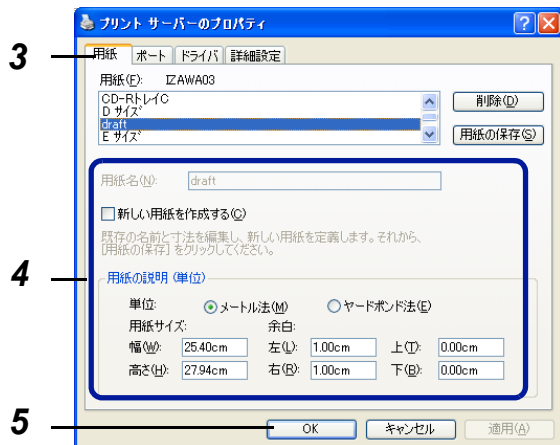 プリント サーバーのプロパティ
3
用紙 ポート ドライバ 詳細設定
用紙(F): IZAWA03
CD-RトレイC
D サイズ
draft
E サイズ
削除(D)
用紙の保存(S)
用紙名(N): draft
新しい用紙を作成する(C)
既存の名前と寸法を編集し、新しい用紙を定義します。それから、
[用紙の保存] をクリックしてください。
4
用紙の説明 (単位)
単位: メートル法(M) ヤードポンド法(E)
用紙サイズ: 余白:
幅(W): 25.40cm 左(L): 1.00cm 上(T): 0.00cm
高さ(H): 27.94cm 右(R): 1.00cm 下(B): 0.00cm
5
OK キャンセル 適用(A)